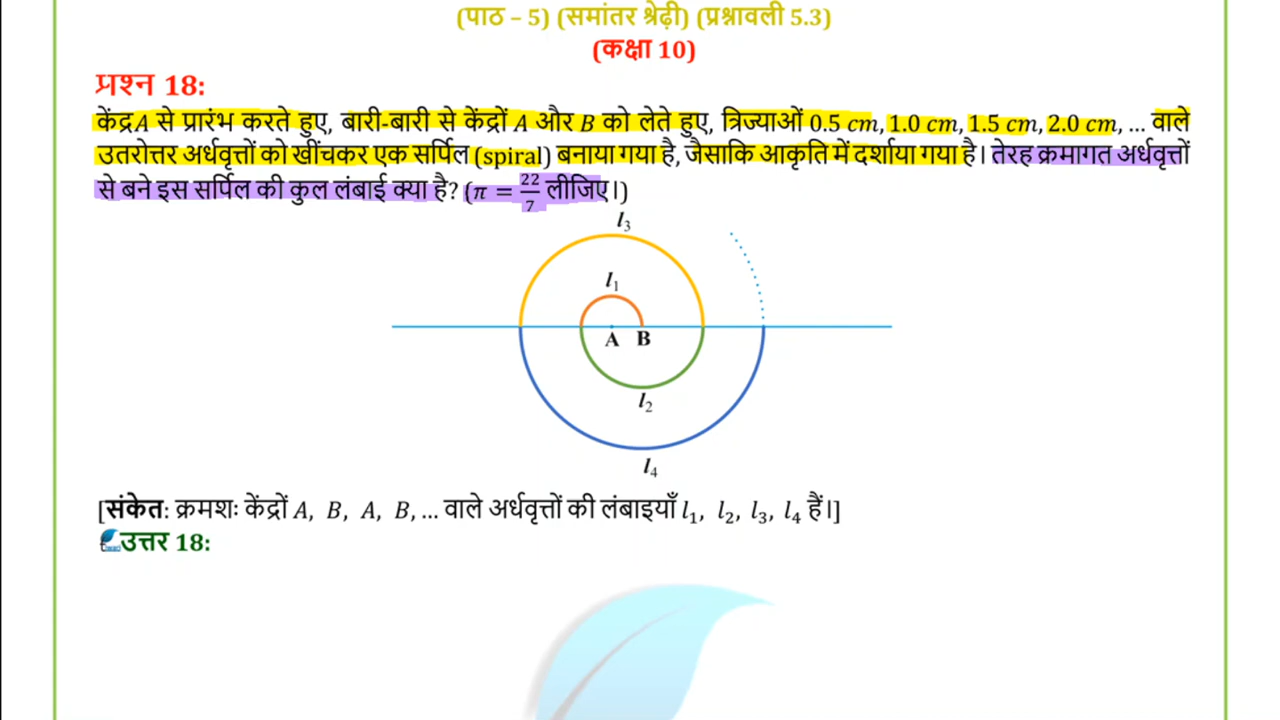 (पाठ – 5) (समांतर श्रेढ़ी) (प्रश्नावली 5.3)
(कक्षा 10)
प्रश्न 18:
केंद्रA से प्रारंभ करते हुए, बारी-बारी से केंद्रों A और B को लेते हुए, त्रिज्याओं 0.5 cm, 1.0 cm, 1.5 cm, 2.0 cm, ... वाले
उतरोत्तर अर्धवृत्तों को खींचकर एक सर्पिल (spiral) बनाया गया है, जैसाकि आकृति में दर्शाया गया है। तेरह क्रमागत अर्धवृत्तों
से बने इस सर्पिल की कुल लंबाई क्या है? (π = 22/7 लीजिए।)
l₃
l₁
A B
l₂
l₄
[संकेत: क्रमशः केंद्रों A, B, A, B, ... वाले अर्धवृत्तों की लंबाइयाँ l₁, l₂, l₃, l₄ हैं।]
उत्तर 18: